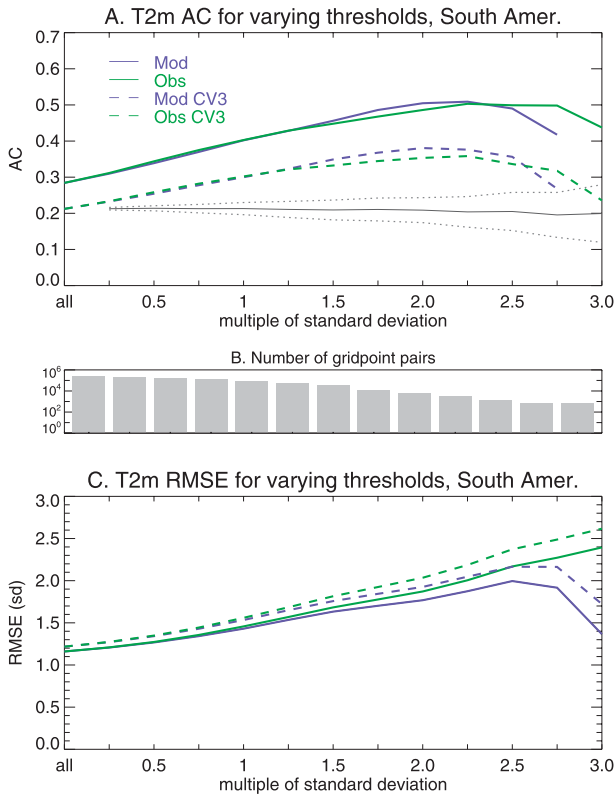 A. T2m AC for varying thresholds, South Amer.
0.7
0.6
0.5
0.4
0.3
0.2
0.1
0.0
AC
Mod
Obs
Mod CV3
Obs CV3
all 0.5 1 1.5 2.0 2.5 3.0
multiple of standard deviation
B. Number of gridpoint pairs
10^6
10^4
10^2
10^0
C. T2m RMSE for varying thresholds, South Amer.
3.0
2.5
2.0
1.5
1.0
0.5
0.0
RMSE (sd)
all 0.5 1 1.5 2.0 2.5 3.0
multiple of standard deviation